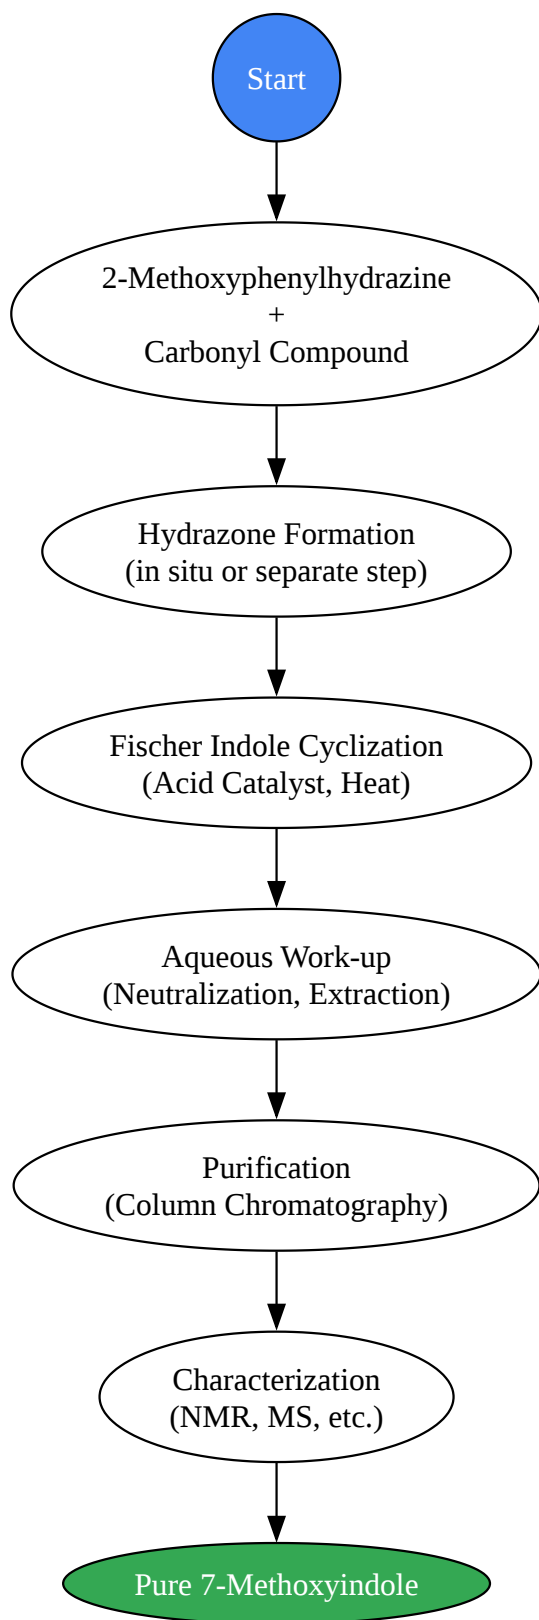 Start
2-Methoxyphenylhydrazine
+
Carbonyl Compound
Hydrazone Formation
(in situ or separate step)
Fischer Indole Cyclization
(Acid Catalyst, Heat)
Aqueous Work-up
(Neutralization, Extraction)
Purification
(Column Chromatography)
Characterization
(NMR, MS, etc.)
Pure 7-Methoxyindole